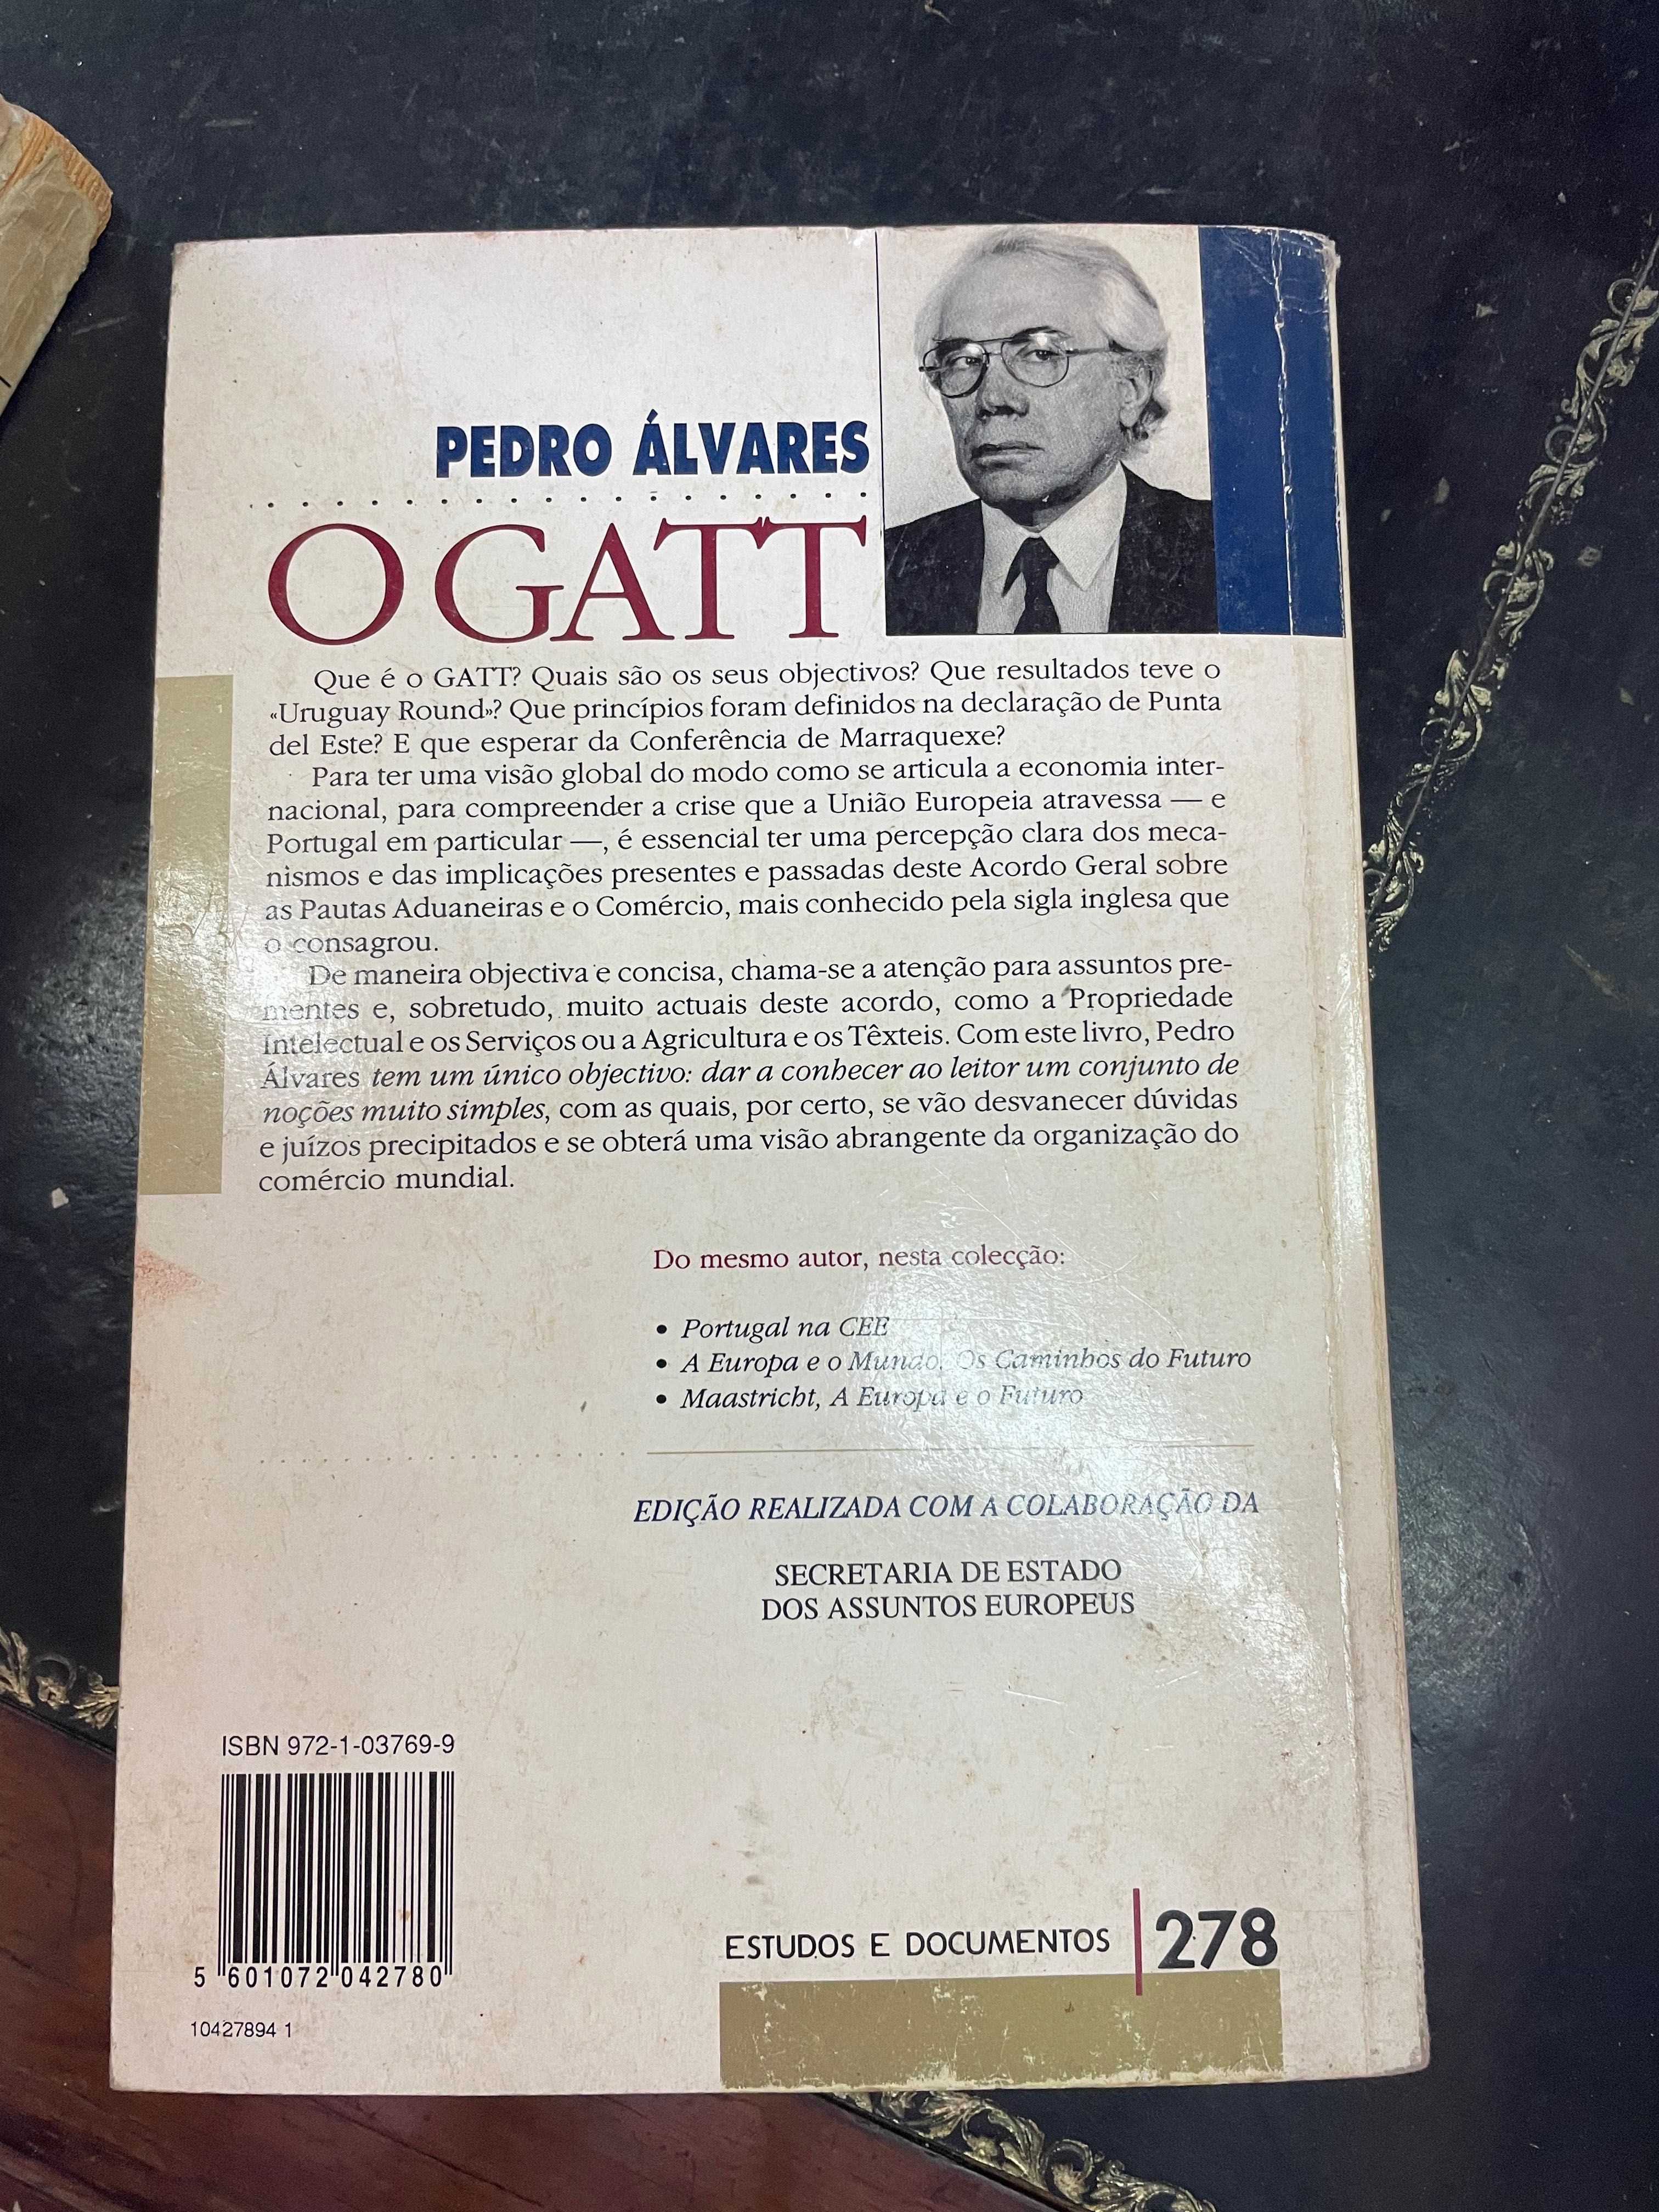 PEDRO ÁLVARES
O GATT
Que é o GATT? Quais são os seus objectivos? Que resultados teve o
«Uruguay Round»? Que princípios foram definidos na declaração de Punta
del Este? E que esperar da Conferência de Marraquexe?
Para ter uma visão global do modo como se articula a economia inter-
nacional, para compreender a crise que a União Europeia atravessa — e
Portugal em particular —, é essencial ter uma percepção clara dos meca-
nismos e das implicações presentes e passadas deste Acordo Geral sobre
as Pautas Aduaneiras e o Comércio, mais conhecido pela sigla inglesa que
o consagrou.
De maneira objectiva e concisa, chama-se a atenção para assuntos pre-
mentes e, sobretudo, muito actuais deste acordo, como a Propriedade
Intelectual e os Serviços ou a Agricultura e os Têxteis. Com este livro, Pedro
Álvares tem um único objectivo: dar a conhecer ao leitor um conjunto de
noções muito simples, com as quais, por certo, se vão desvanecer dúvidas
e juízos precipitados e se obterá uma visão abrangente da organização do
comércio mundial.
Do mesmo autor, nesta colecção:
• Portugal na CEE
• A Europa e o Mundo, Os Caminhos do Futuro
• Maastricht, A Europa e o Futuro
EDIÇÃO REALIZADA COM A COLABORAÇÃO DA
SECRETARIA DE ESTADO
DOS ASSUNTOS EUROPEUS
ISBN 972-1-03769-9
5 601072 042780
10427894 1
ESTUDOS E DOCUMENTOS 278